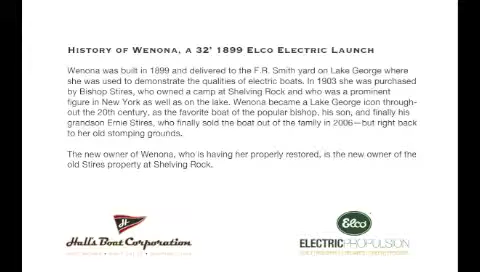 HISTORY OF WENONA, A 32' 1899 ELCO ELECTRIC LAUNCH
Wenona was built in 1899 and delivered to the F.R. Smith yard on Lake George where
she was used to demonstrate the qualities of electric boats. In 1903 she was purchased
by Bishop Stires, who owned a camp at Shelving Rock and who was a prominent
figure in New York as well as on the lake. Wenona became a Lake George icon through-
out the 20th century, as the favorite boat of the popular bishop, his son, and finally his
grandson Ernie Stires, who finally sold the boat out of the family in 2006—but right back
to her old stomping grounds.
The new owner of Wenona, who is having her properly restored, is the new owner of the
old Stires property at Shelving Rock.
H
Hall's Boat Corporation
Elco
ELECTRIC PROPULSION